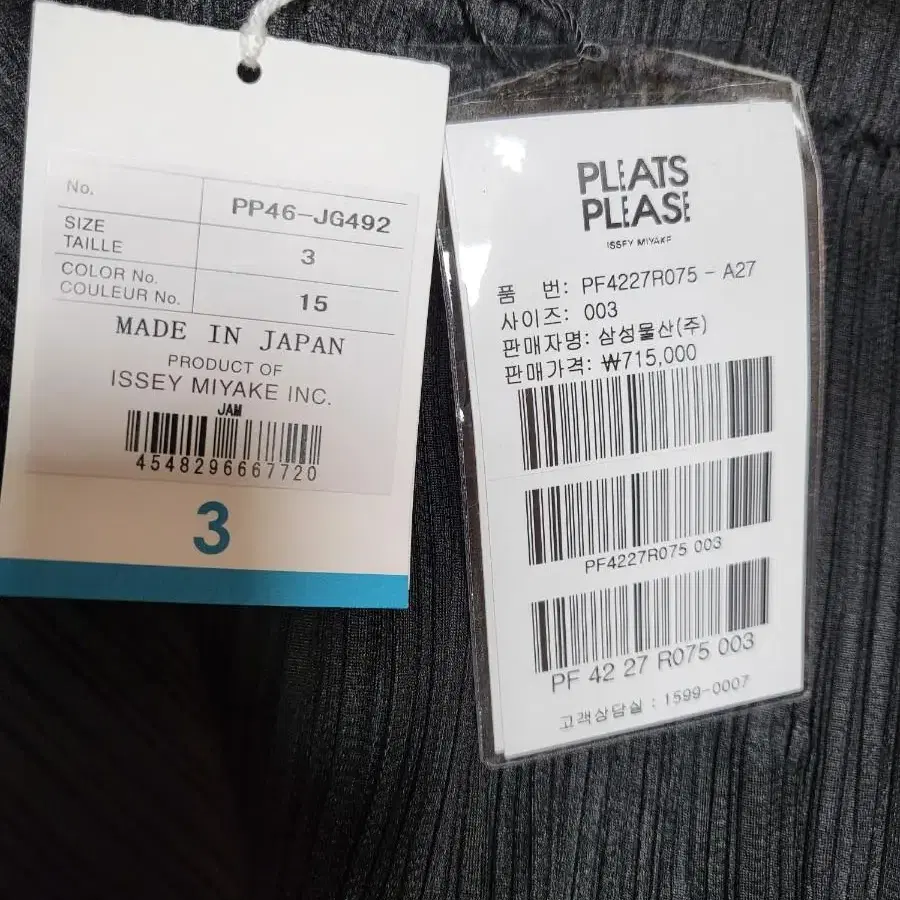 No. PP46-JG492
SIZE
TAILLE 3
COLOR No.
COULEUR No. 15
MADE IN JAPAN
PRODUCT OF
ISSEY MIYAKE INC.
JAM
4548296667720
3
PLEATS
PLEASE
ISSEY MIYAKE
품 번: PF4227R075 - A27
사이즈: 003
판매자명: 삼성물산(주)
판매가격: ₩715,000
PF4227R075 003
PF 42 27 R075 003
고객상담실 : 1599-0007